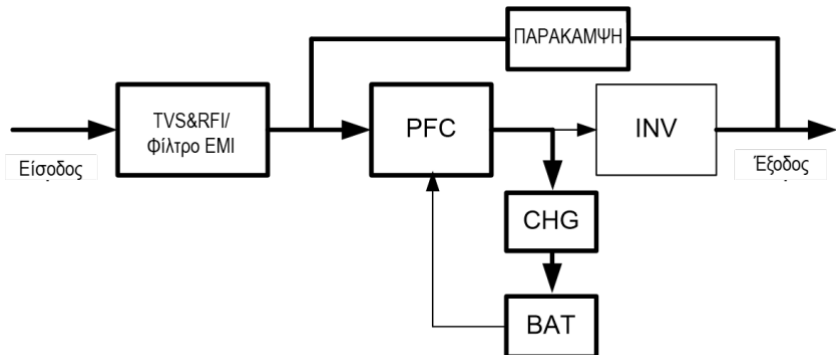 ΠΑΡΑΚΑΜΨΗ
TVS&RFI/
Φίλτρο EMI
PFC
INV
Είσοδος
Έξοδος
CHG
BAT